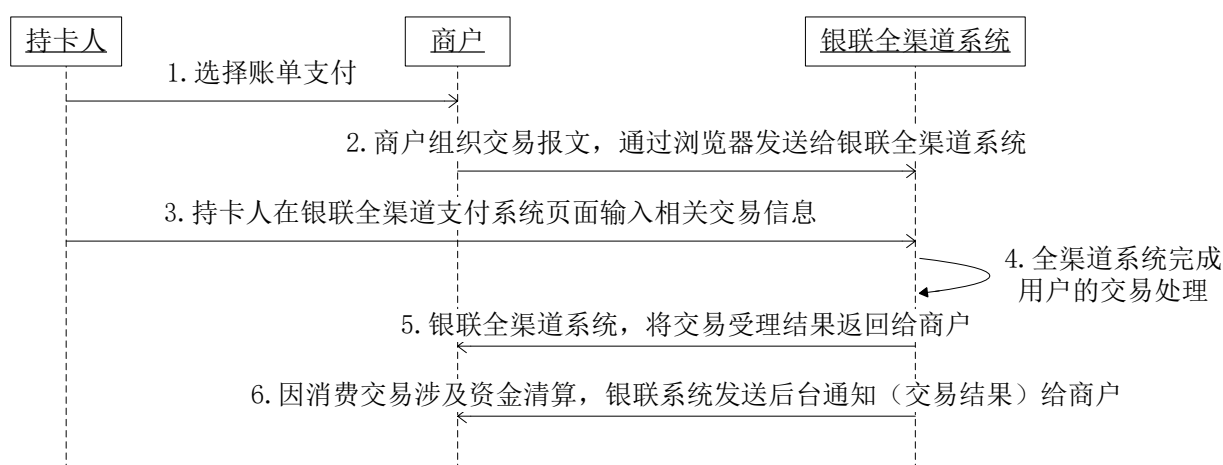 持卡人
商户
银联全渠道系统
1.选择账单支付
2.商户组织交易报文，通过浏览器发送给银联全渠道系统
3.持卡人在银联全渠道支付系统页面输入相关交易信息
4.全渠道系统完成
用户的交易处理
5.银联全渠道系统，将交易受理结果返回给商户
6.因消费交易涉及资金清算，银联系统发送后台通知（交易结果）给商户